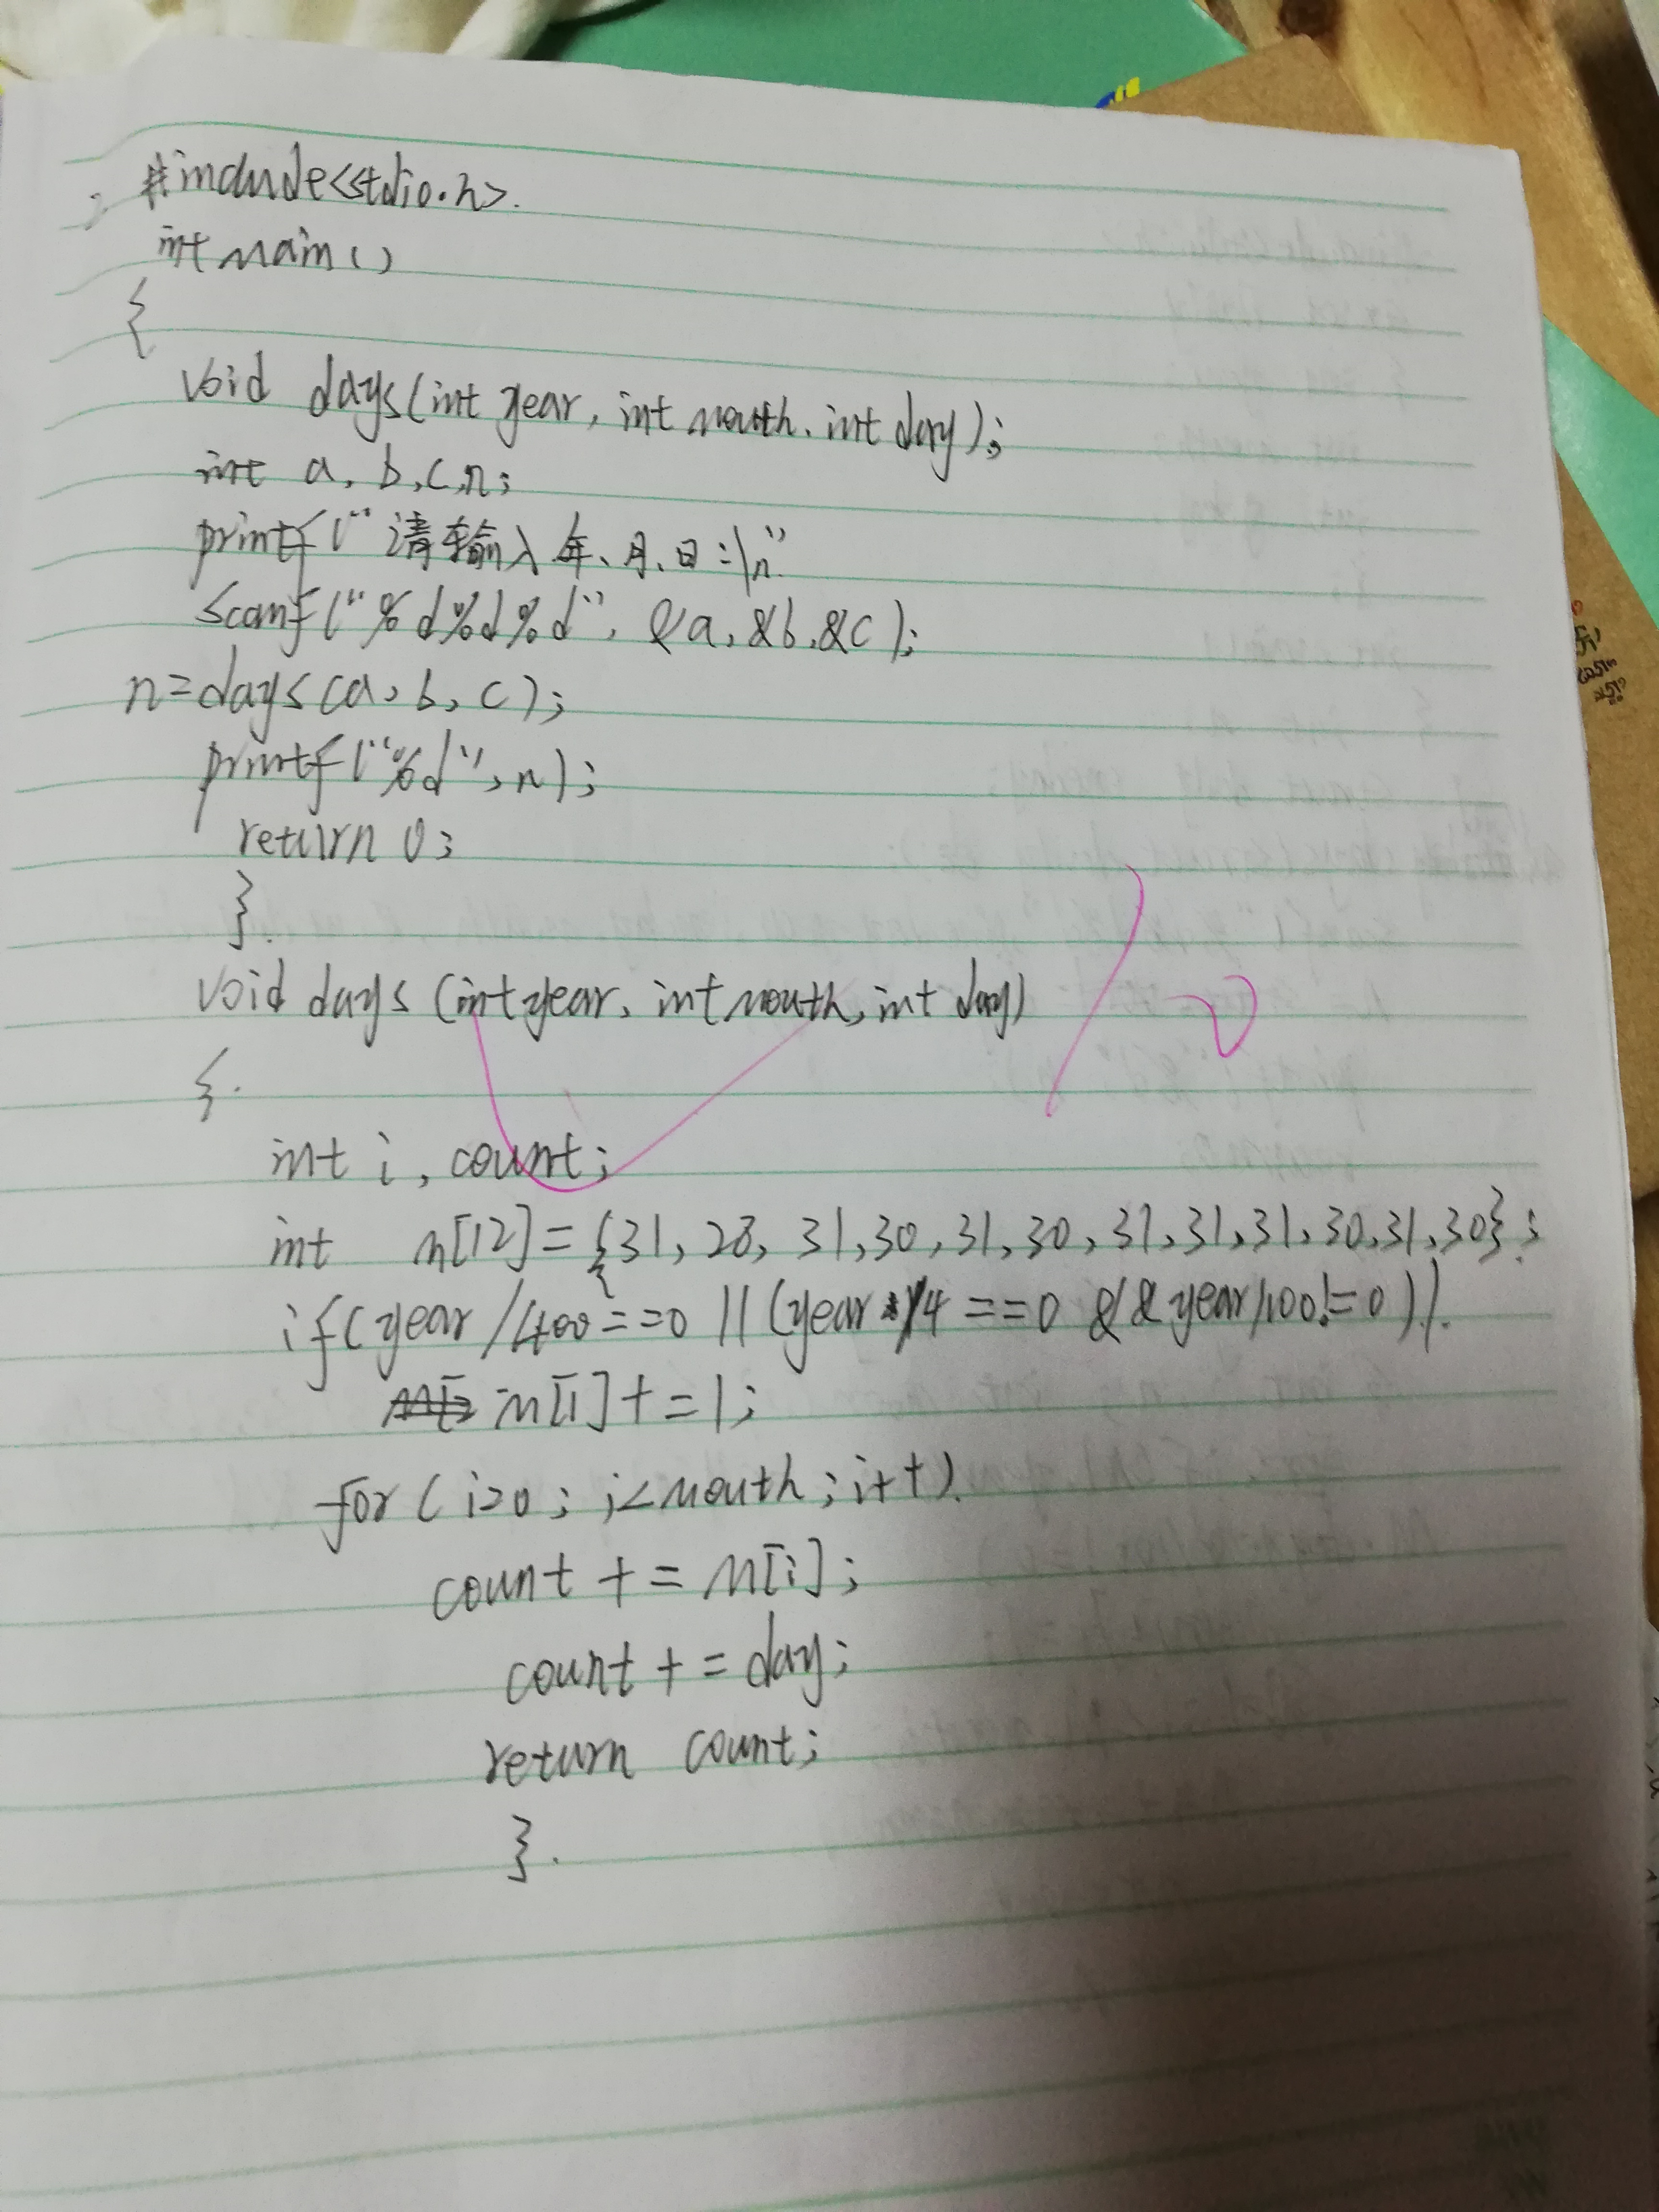 #include<stdio.h>.
int main()
{
void days(int year, int mouth, int day);
int a, b, c, n;
printf("请输入年、月、日:\n"
scanf("%d%d%d", &a, &b, &c);
n=days(a, b, c);
printf("%d", n);
return 0;
}.
void days (int year, int mouth, int day)
{.
int i, count;
int m[12]={31, 28, 31, 30, 31, 30, 31, 31, 31, 30, 31, 30};
if(year/400==0 || (year/4==0 && year/100!=0)).
m[1]+=1;
for(i=0; i<mouth; i++).
count+=m[i];
count+=day;
return count;
}.